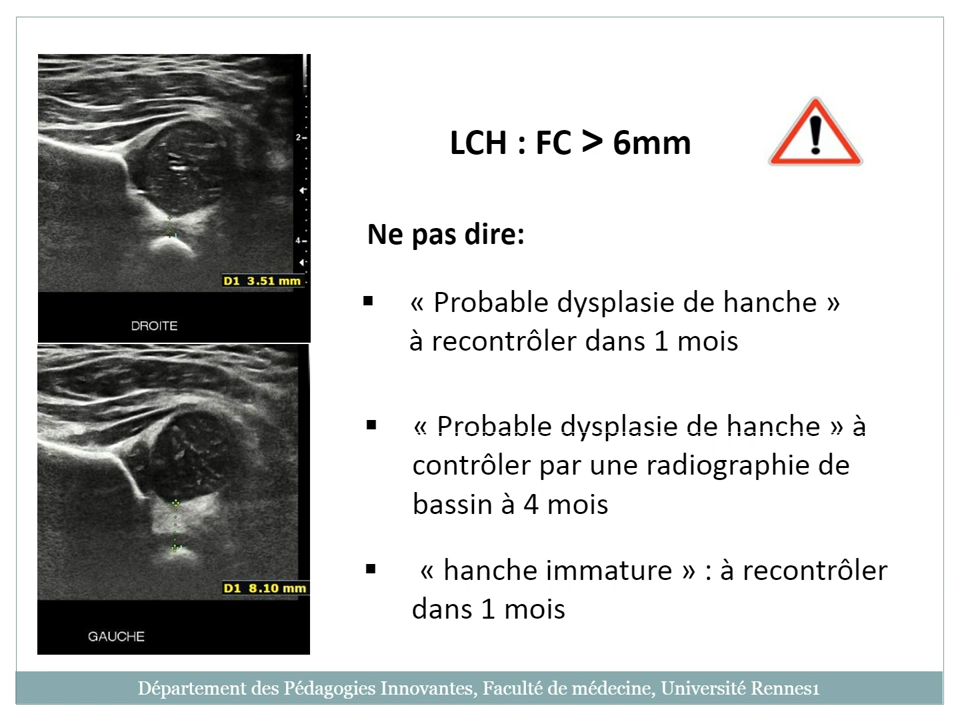 2
4
D1 3.51 mm
DROITE
D1 8.10 mm
GAUCHE
LCH : FC > 6mm
Ne pas dire:
▪ « Probable dysplasie de hanche »
à recontrôler dans 1 mois
▪ « Probable dysplasie de hanche » à
contrôler par une radiographie de
bassin à 4 mois
▪ « hanche immature » : à recontrôler
dans 1 mois
Département des Pédagogies Innovantes, Faculté de médecine, Université Rennes1